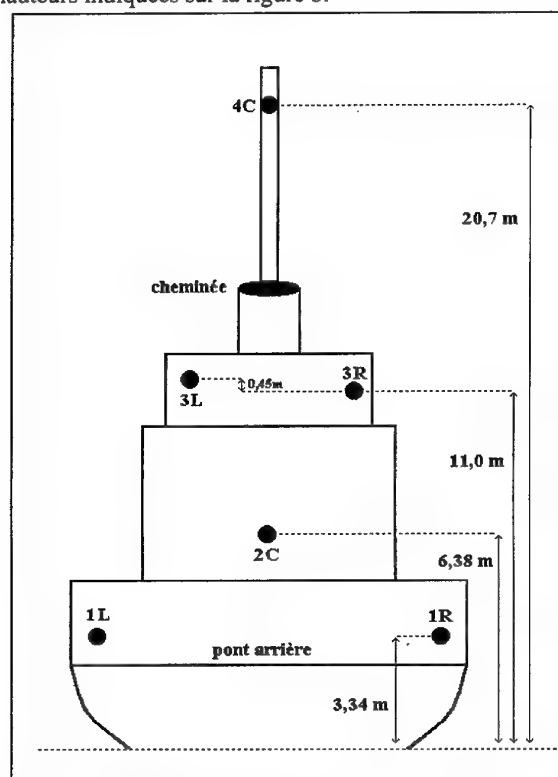 hauteurs indiquées sur la figure
4C
20,7 m
cheminée
3R
3L
0,45m
11,0 m
2C
6,38 m
1L
1R
pont arrière
3,34 m